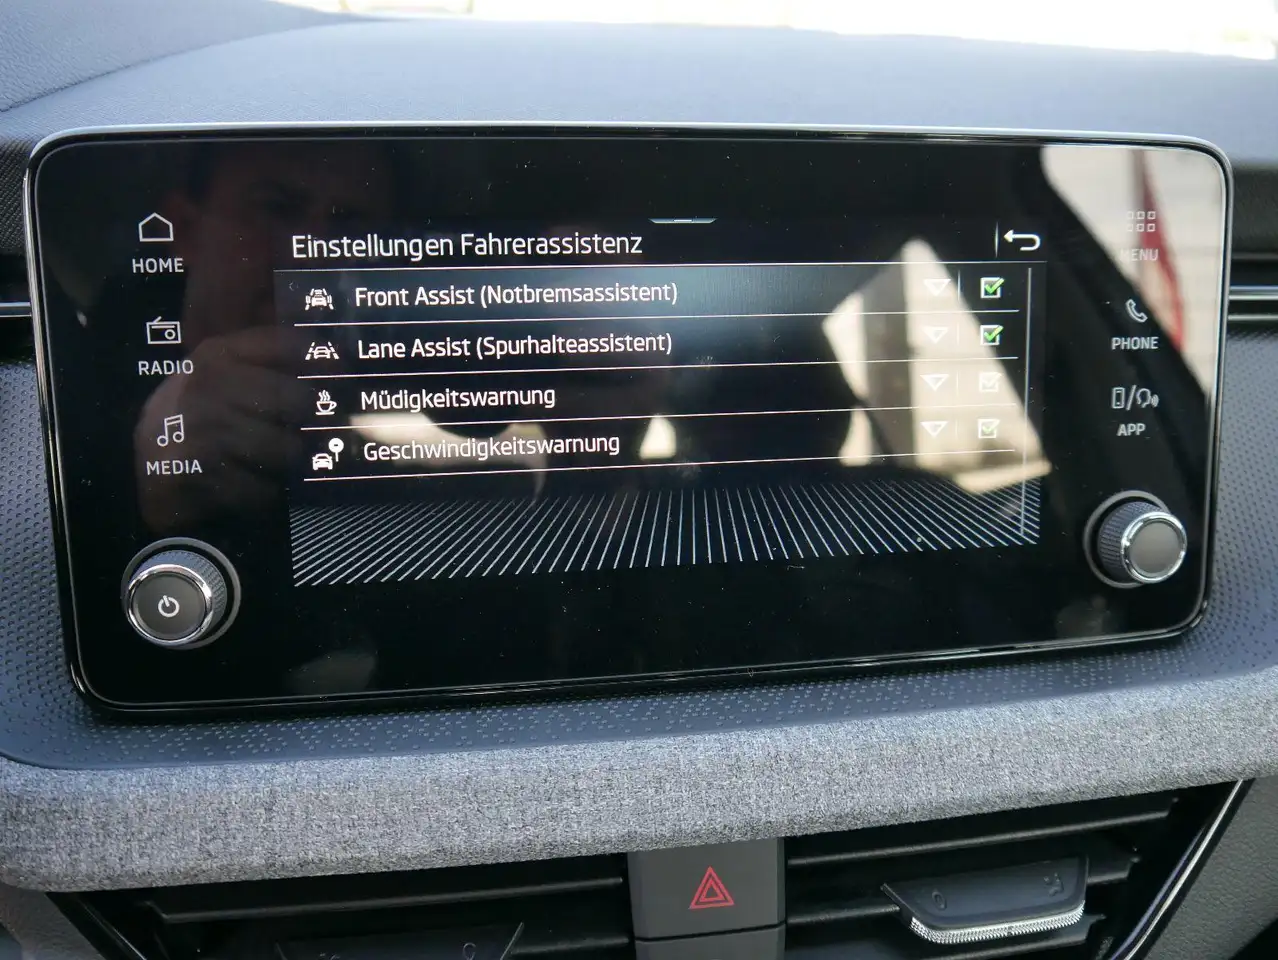 HOME
RADIO
MEDIA
Einstellungen Fahrerassistenz
Front Assist (Notbremsassistent)
Lane Assist (Spurhalteassistent)
Müdigkeitswarnung
Geschwindigkeitswarnung
MENU
PHONE
APP